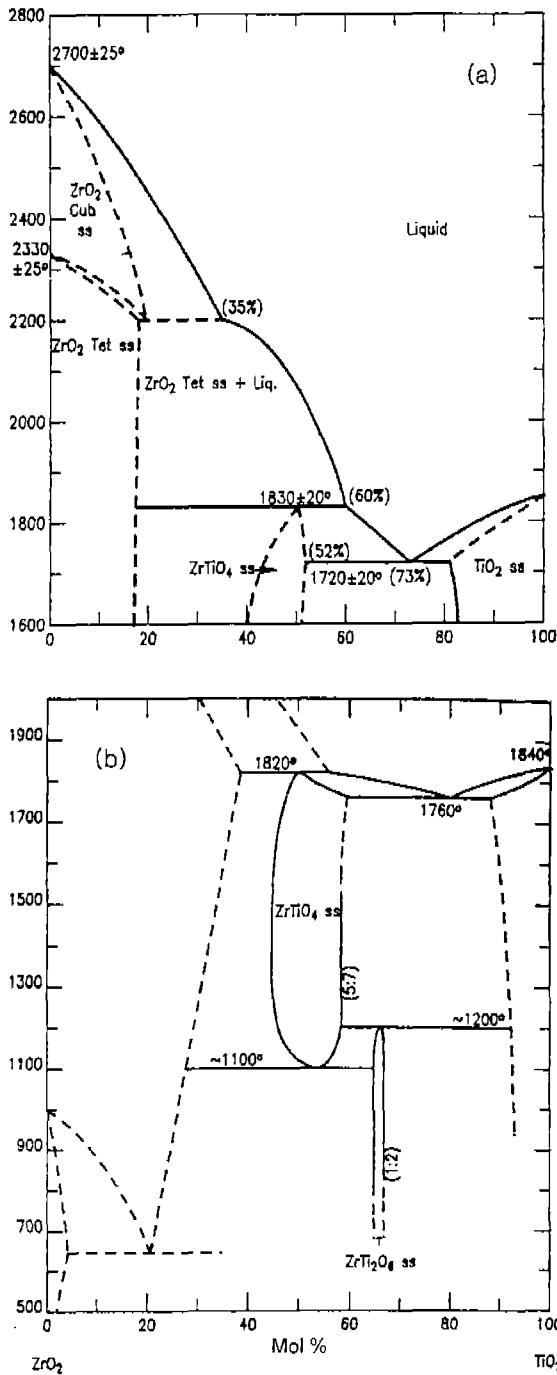 2800
2700±25°
(a)
2600
ZrO₂
Cub
ss
2400
Liquid
2330
±25°
2200
(35%)
ZrO₂ Tet ss
ZrO₂ Tet ss + Liq.
2000
1830±20°
(60%)
1800
ZrTiO₄ ss
(52%)
1720±20° (73%)
TiO₂ ss
1600
0 20 40 60 80 100
1900
(b)
1820°
1840°
1760°
1700
ZrTiO₄ ss
1500
(5:7)
1300
~1200°
~1100°
1100
900
(1:2)
700
ZrTi₂O₆ ss
500
0 20 40 60 80 100
Mol %
ZrO₂
TiO₂